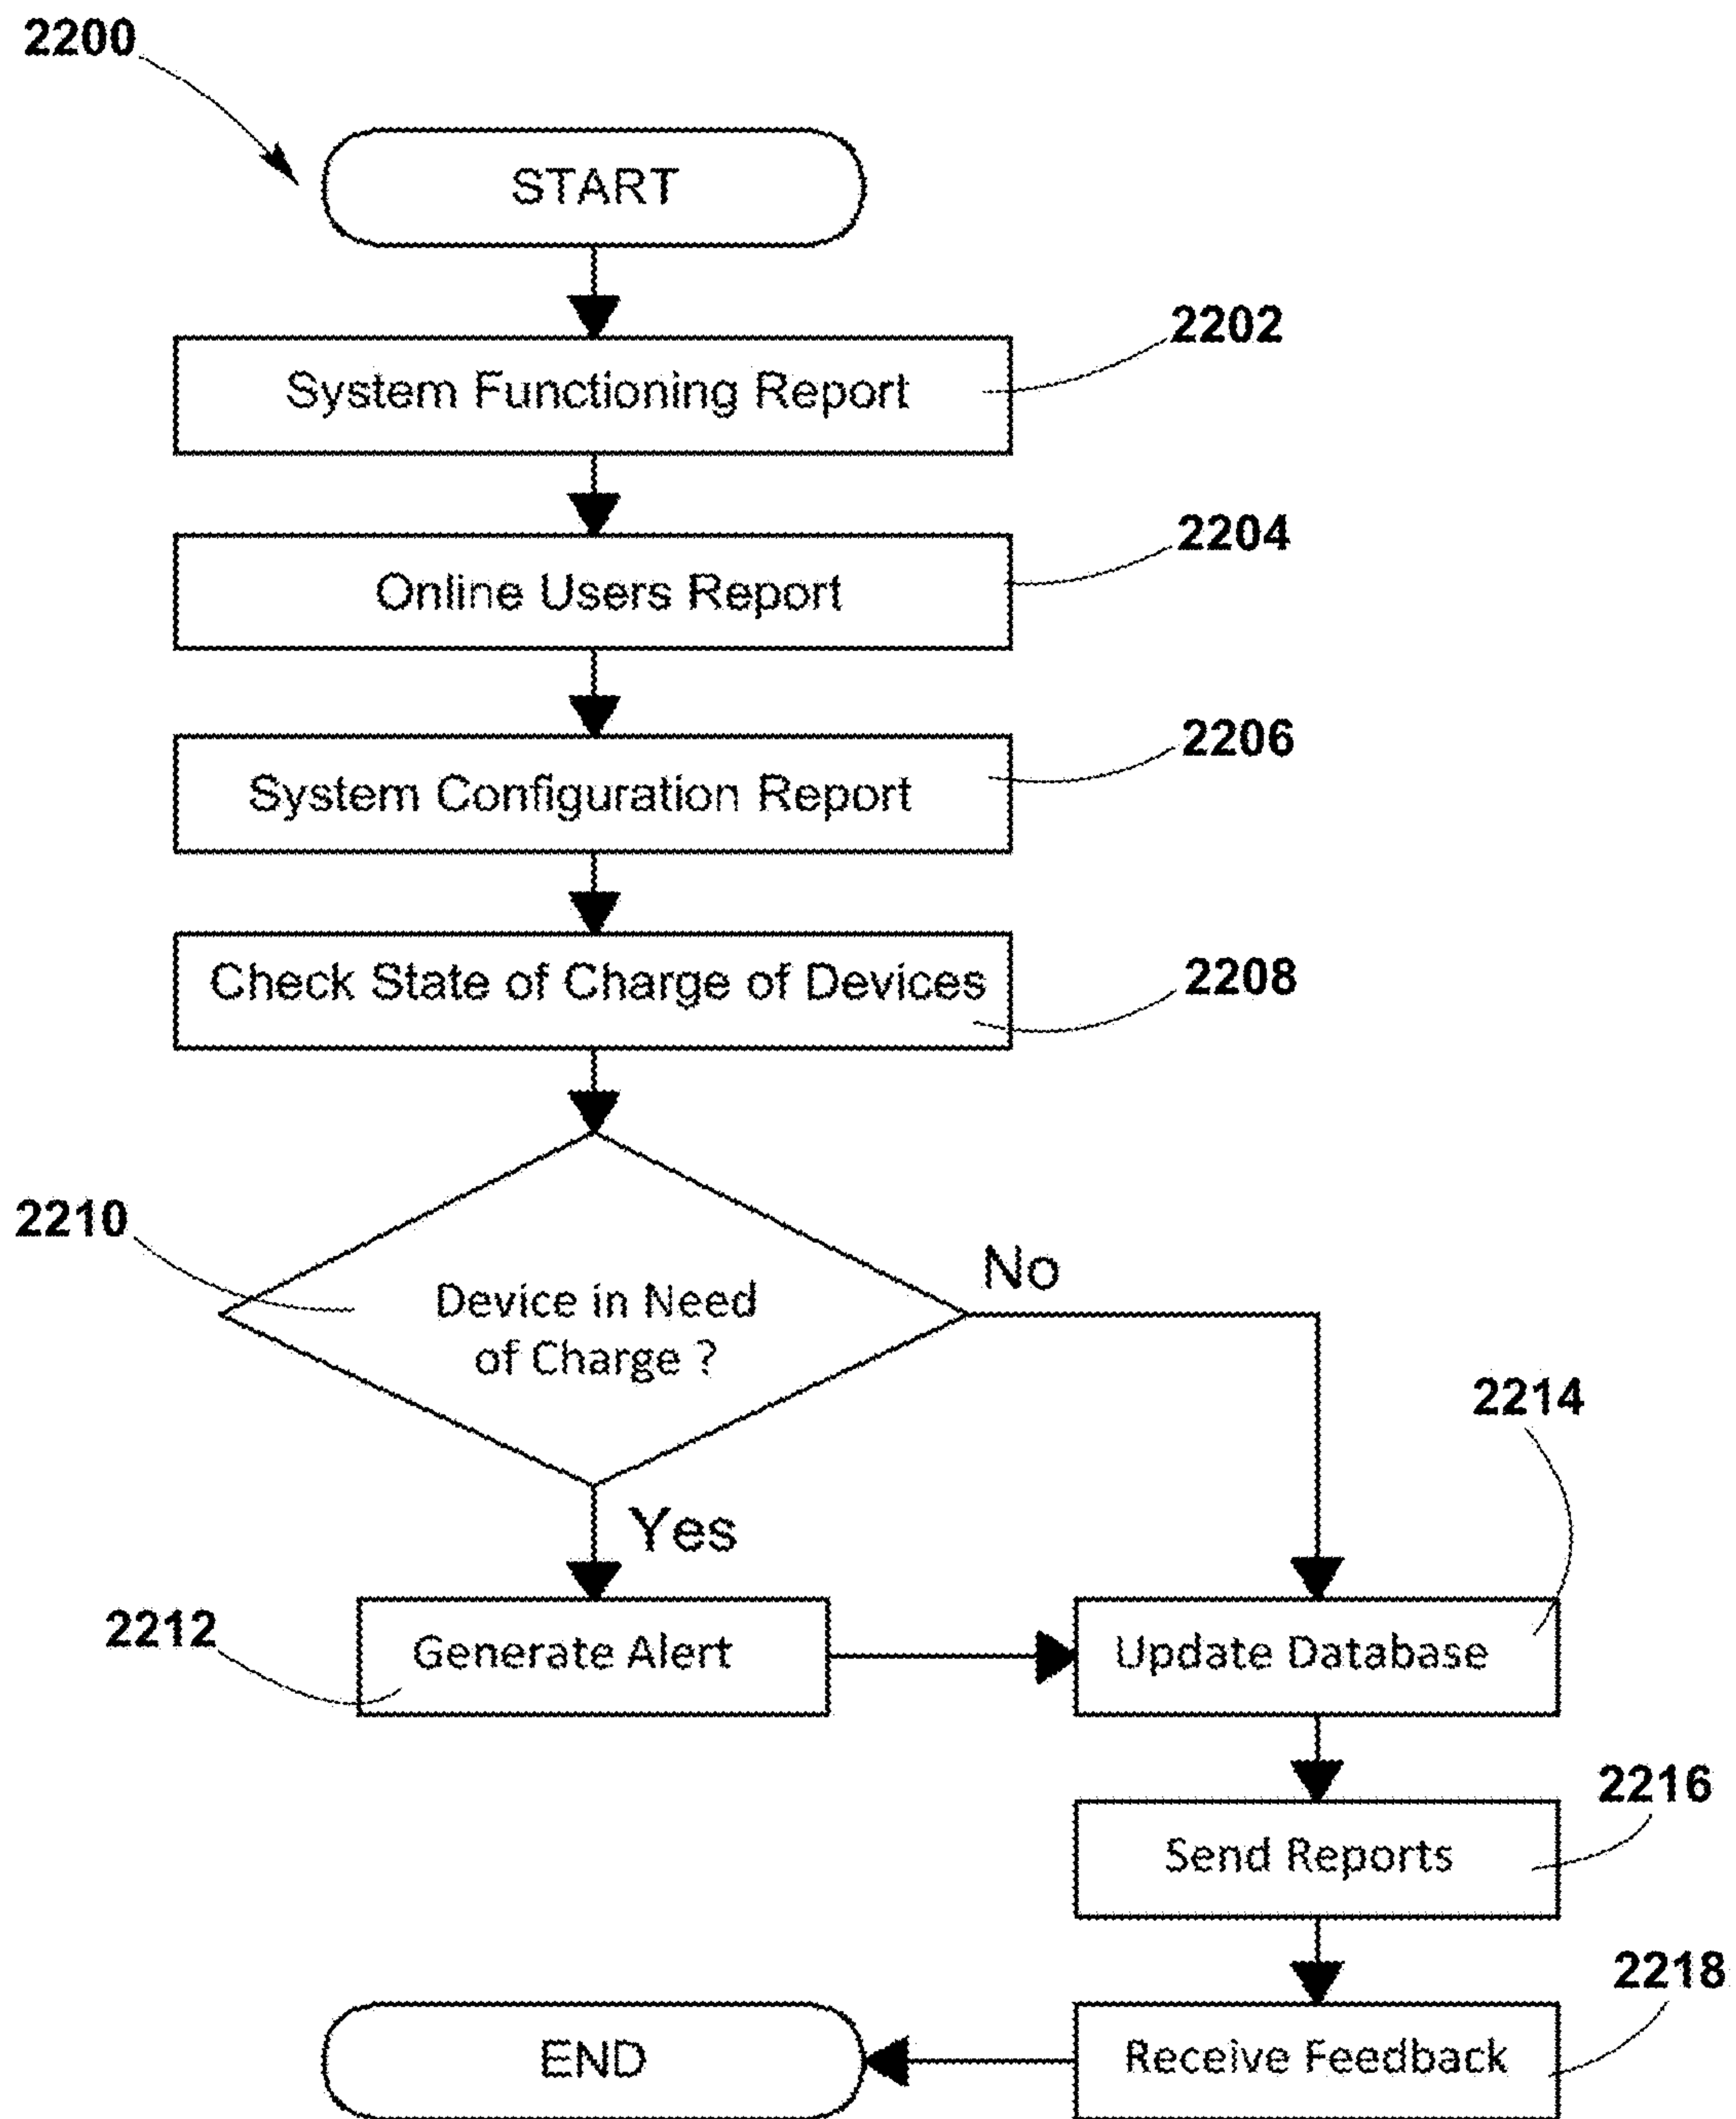 2200
START
System Functioning Report
2202
Online Users Report
2204
System Configuration Report
2206
Check State of Charge of Devices
2208
2210
Device in Need
of Charge ?
No
Yes
2214
2212
Generate Alert
Update Database
2216
Send Reports
2218
Receive Feedback
END